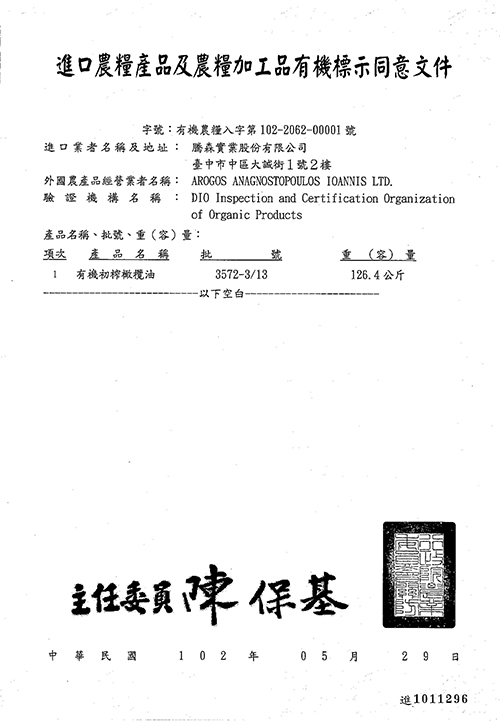 進口農糧產品及農糧加工品有機標示同意文件
字號：有機農糧入字第102-2062-00001號
進口業者名稱及地址：騰森實業股份有限公司
臺中市中區大誠街1號2樓
外國農產品經營業者名稱：AROGOS ANAGNOSTOPOULOS IOANNIS LTD.
驗證機構名稱：DIO Inspection and Certification Organization
of Organic Products
產品名稱、批號、重（容）量：
項次 產品名稱 批號 重（容）量
1 有機初榨橄欖油 3572-3/13 126.4公斤
以下空白
主任委員陳保基
中華民國 102 年 05 月 29 日
進1011296